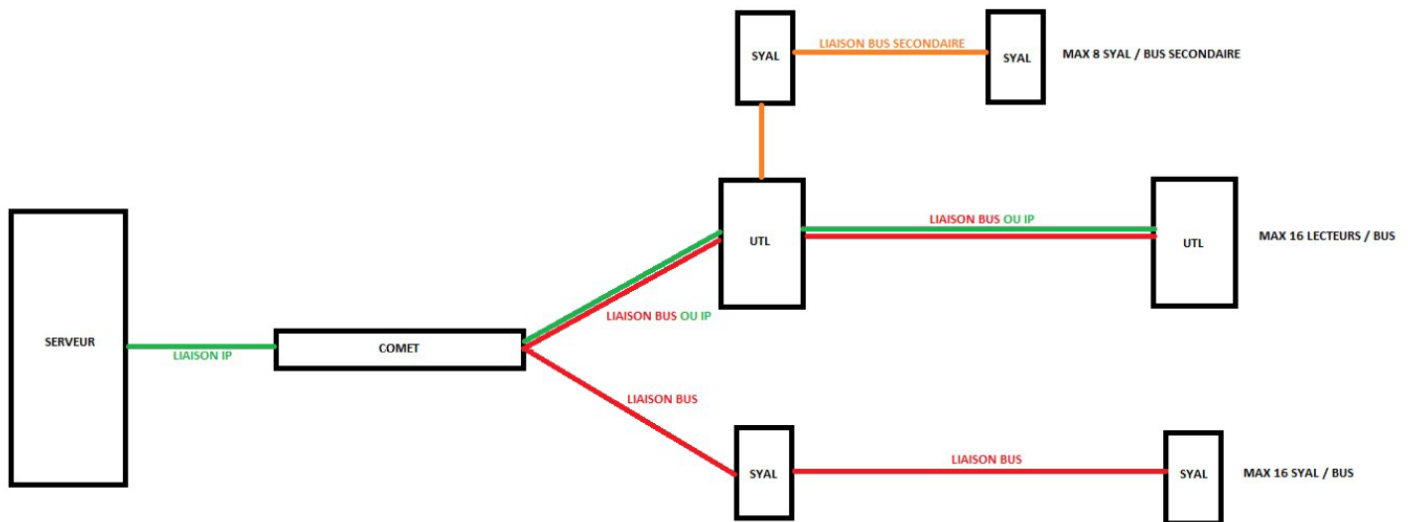 SYAL
LIAISON BUS SECONDAIRE
SYAL
MAX 8 SYAL / BUS SECONDAIRE
UTL
LIAISON BUS OU IP
UTL
MAX 16 LECTEURS / BUS
SERVEUR
LIAISON IP
COMET
LIAISON BUS OU IP
LIAISON BUS
SYAL
LIAISON BUS
SYAL
MAX 16 SYAL / BUS